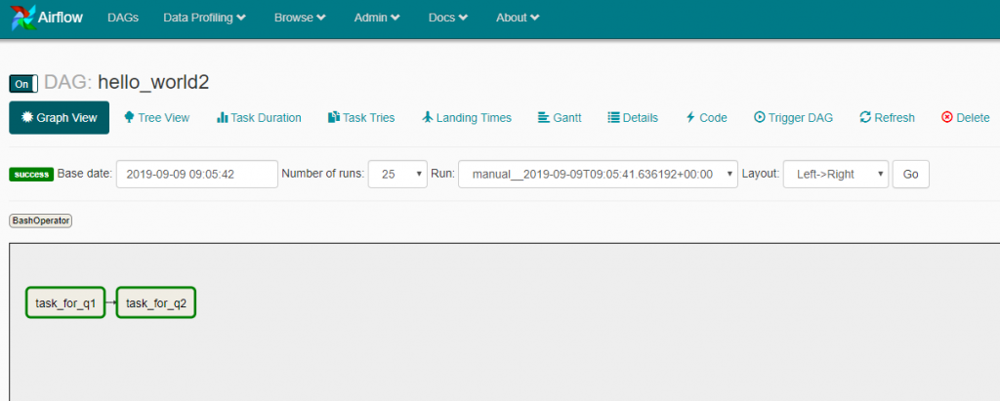 Airflow DAGs Data Profiling Browse Admin Docs About
On DAG: hello_world2
Graph View Tree View Task Duration Task Tries Landing Times Gantt Details Code Trigger DAG Refresh Delete
success Base date: 2019-09-09 09:05:42 Number of runs: 25 Run: manual__2019-09-09T09:05:41.636192+00:00 Layout: Left->Right Go
BashOperator
task_for_q1 task_for_q2